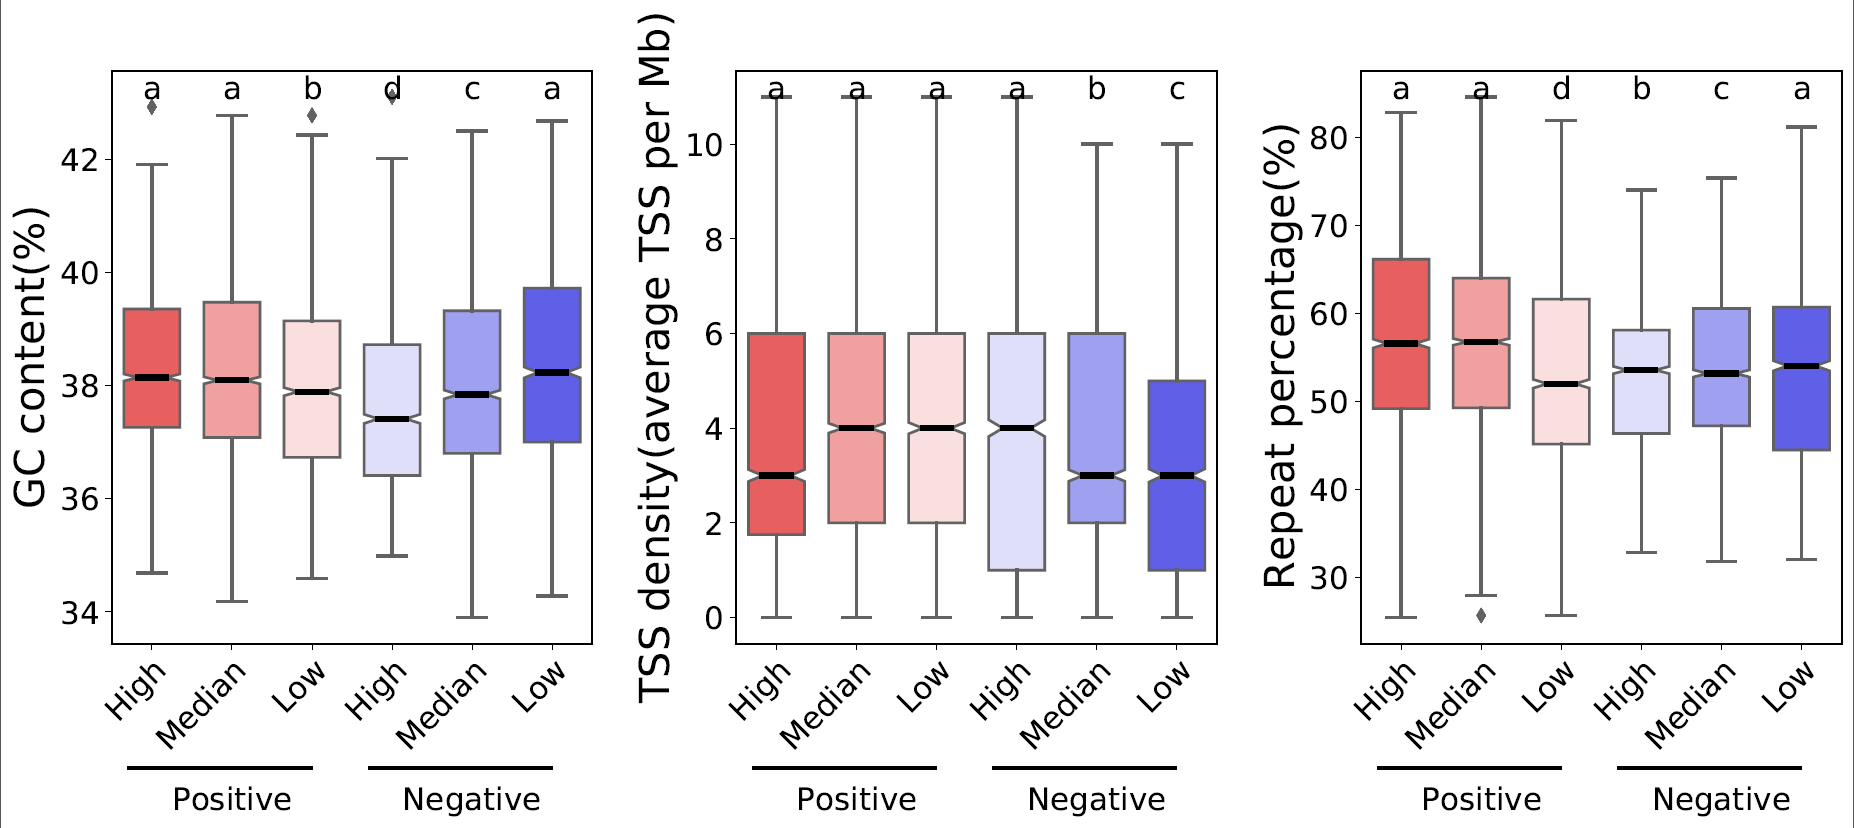 GC content(%)
42
40
38
36
34
a a b d c a
High Median Low High Median Low
Positive Negative
TSS density(average TSS per Mb)
10
8
6
4
2
0
a a a a b c
High Median Low High Median Low
Positive Negative
Repeat percentage(%)
80
70
60
50
40
30
a a d b c a
High Median Low High Median Low
Positive Negative